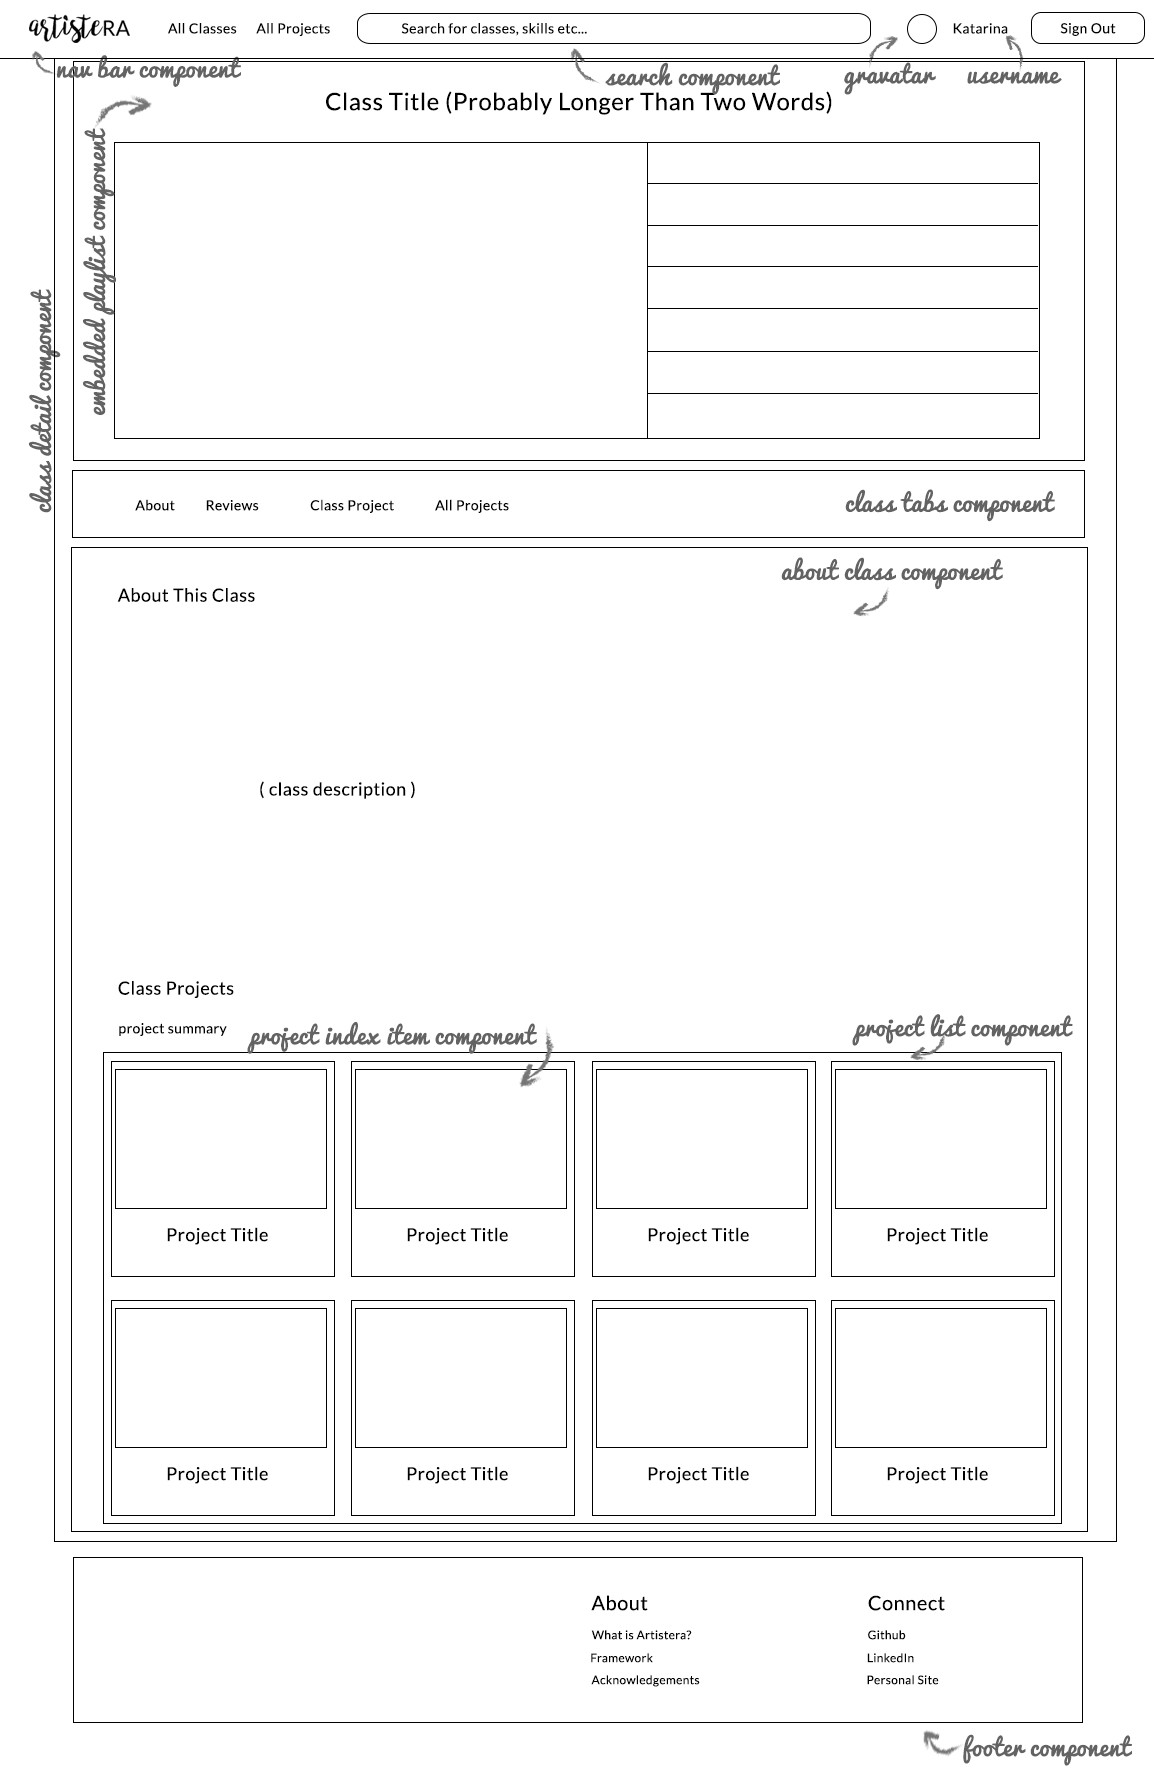 artisteRA All Classes All Projects Search for classes, skills etc... Katarina Sign Out
nav bar component search component gravatar username
Class Title (Probably Longer Than Two Words)
embedded playlist component
class detail component
About Reviews Class Project All Projects class tabs component
about class component
About This Class
( class description )
Class Projects
project summary project index item component project list component
Project Title Project Title Project Title Project Title
Project Title Project Title Project Title Project Title
About Connect
What is Artistera? Github
Framework LinkedIn
Acknowledgements Personal Site
footer component